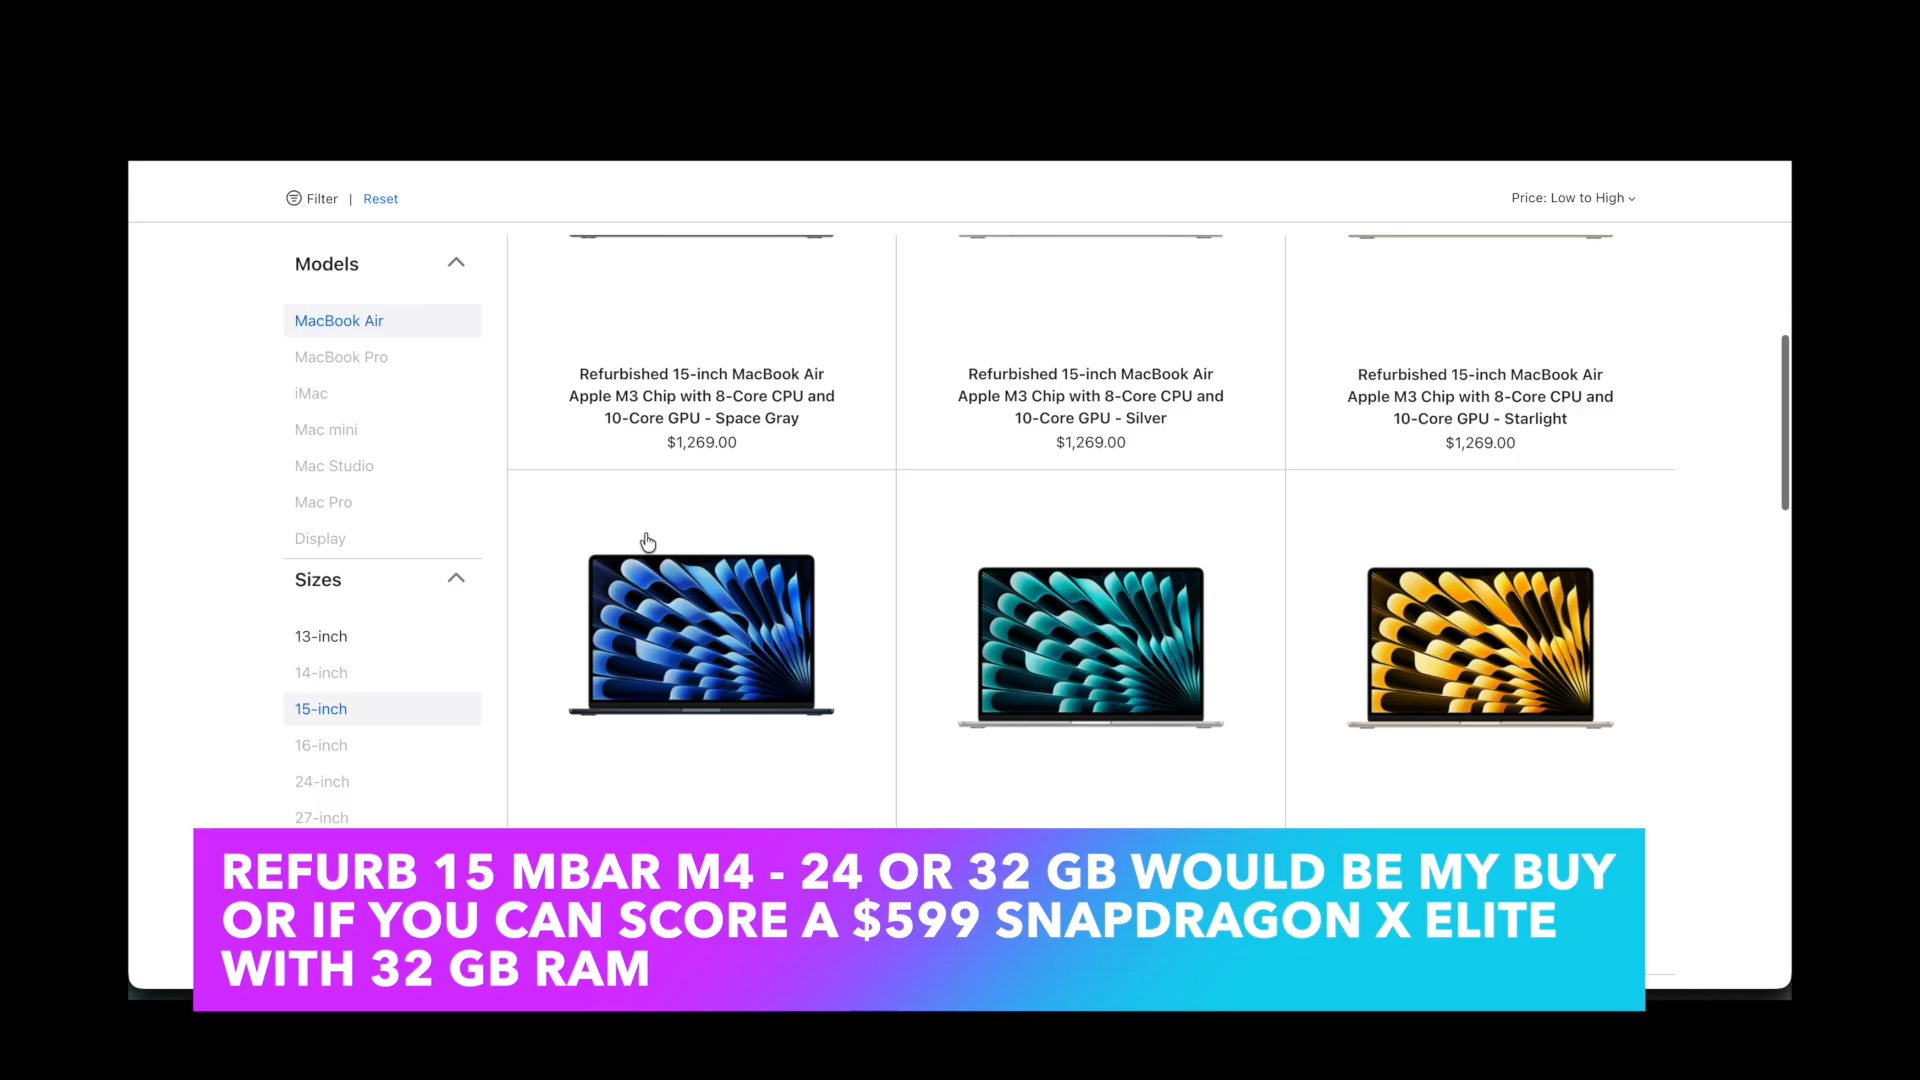 Filter | Reset
Price: Low to High
Models
MacBook Air
MacBook Pro
iMac
Mac mini
Mac Studio
Mac Pro
Display
Sizes
13-inch
14-inch
15-inch
16-inch
24-inch
27-inch
Refurbished 15-inch MacBook Air
Apple M3 Chip with 8-Core CPU and
10-Core GPU - Space Gray
$1,269.00
Refurbished 15-inch MacBook Air
Apple M3 Chip with 8-Core CPU and
10-Core GPU - Silver
$1,269.00
Refurbished 15-inch MacBook Air
Apple M3 Chip with 8-Core CPU and
10-Core GPU - Starlight
$1,269.00
REFURB 15 MBAR M4 - 24 OR 32 GB WOULD BE MY BUY
OR IF YOU CAN SCORE A $599 SNAPDRAGON X ELITE
WITH 32 GB RAM